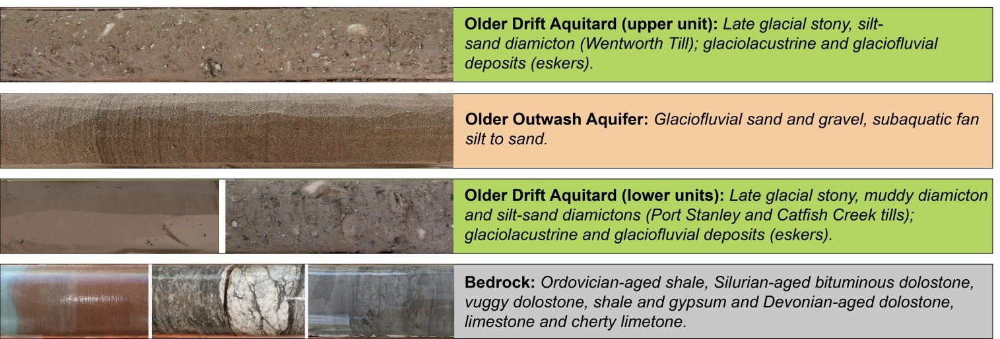 Older Drift Aquitard (upper unit): Late glacial stony, silt-
sand diamicton (Wentworth Till); glaciolacustrine and glaciofluvial
deposits (eskers).
Older Outwash Aquifer: Glaciofluvial sand and gravel, subaquatic fan
silt to sand.
Older Drift Aquitard (lower units): Late glacial stony, muddy diamicton
and silt-sand diamictons (Port Stanley and Catfish Creek tills);
glaciolacustrine and glaciofluvial deposits (eskers).
Bedrock: Ordovician-aged shale, Silurian-aged bituminous dolostone,
vuggy dolostone, shale and gypsum and Devonian-aged dolostone,
limestone and cherty limetone.